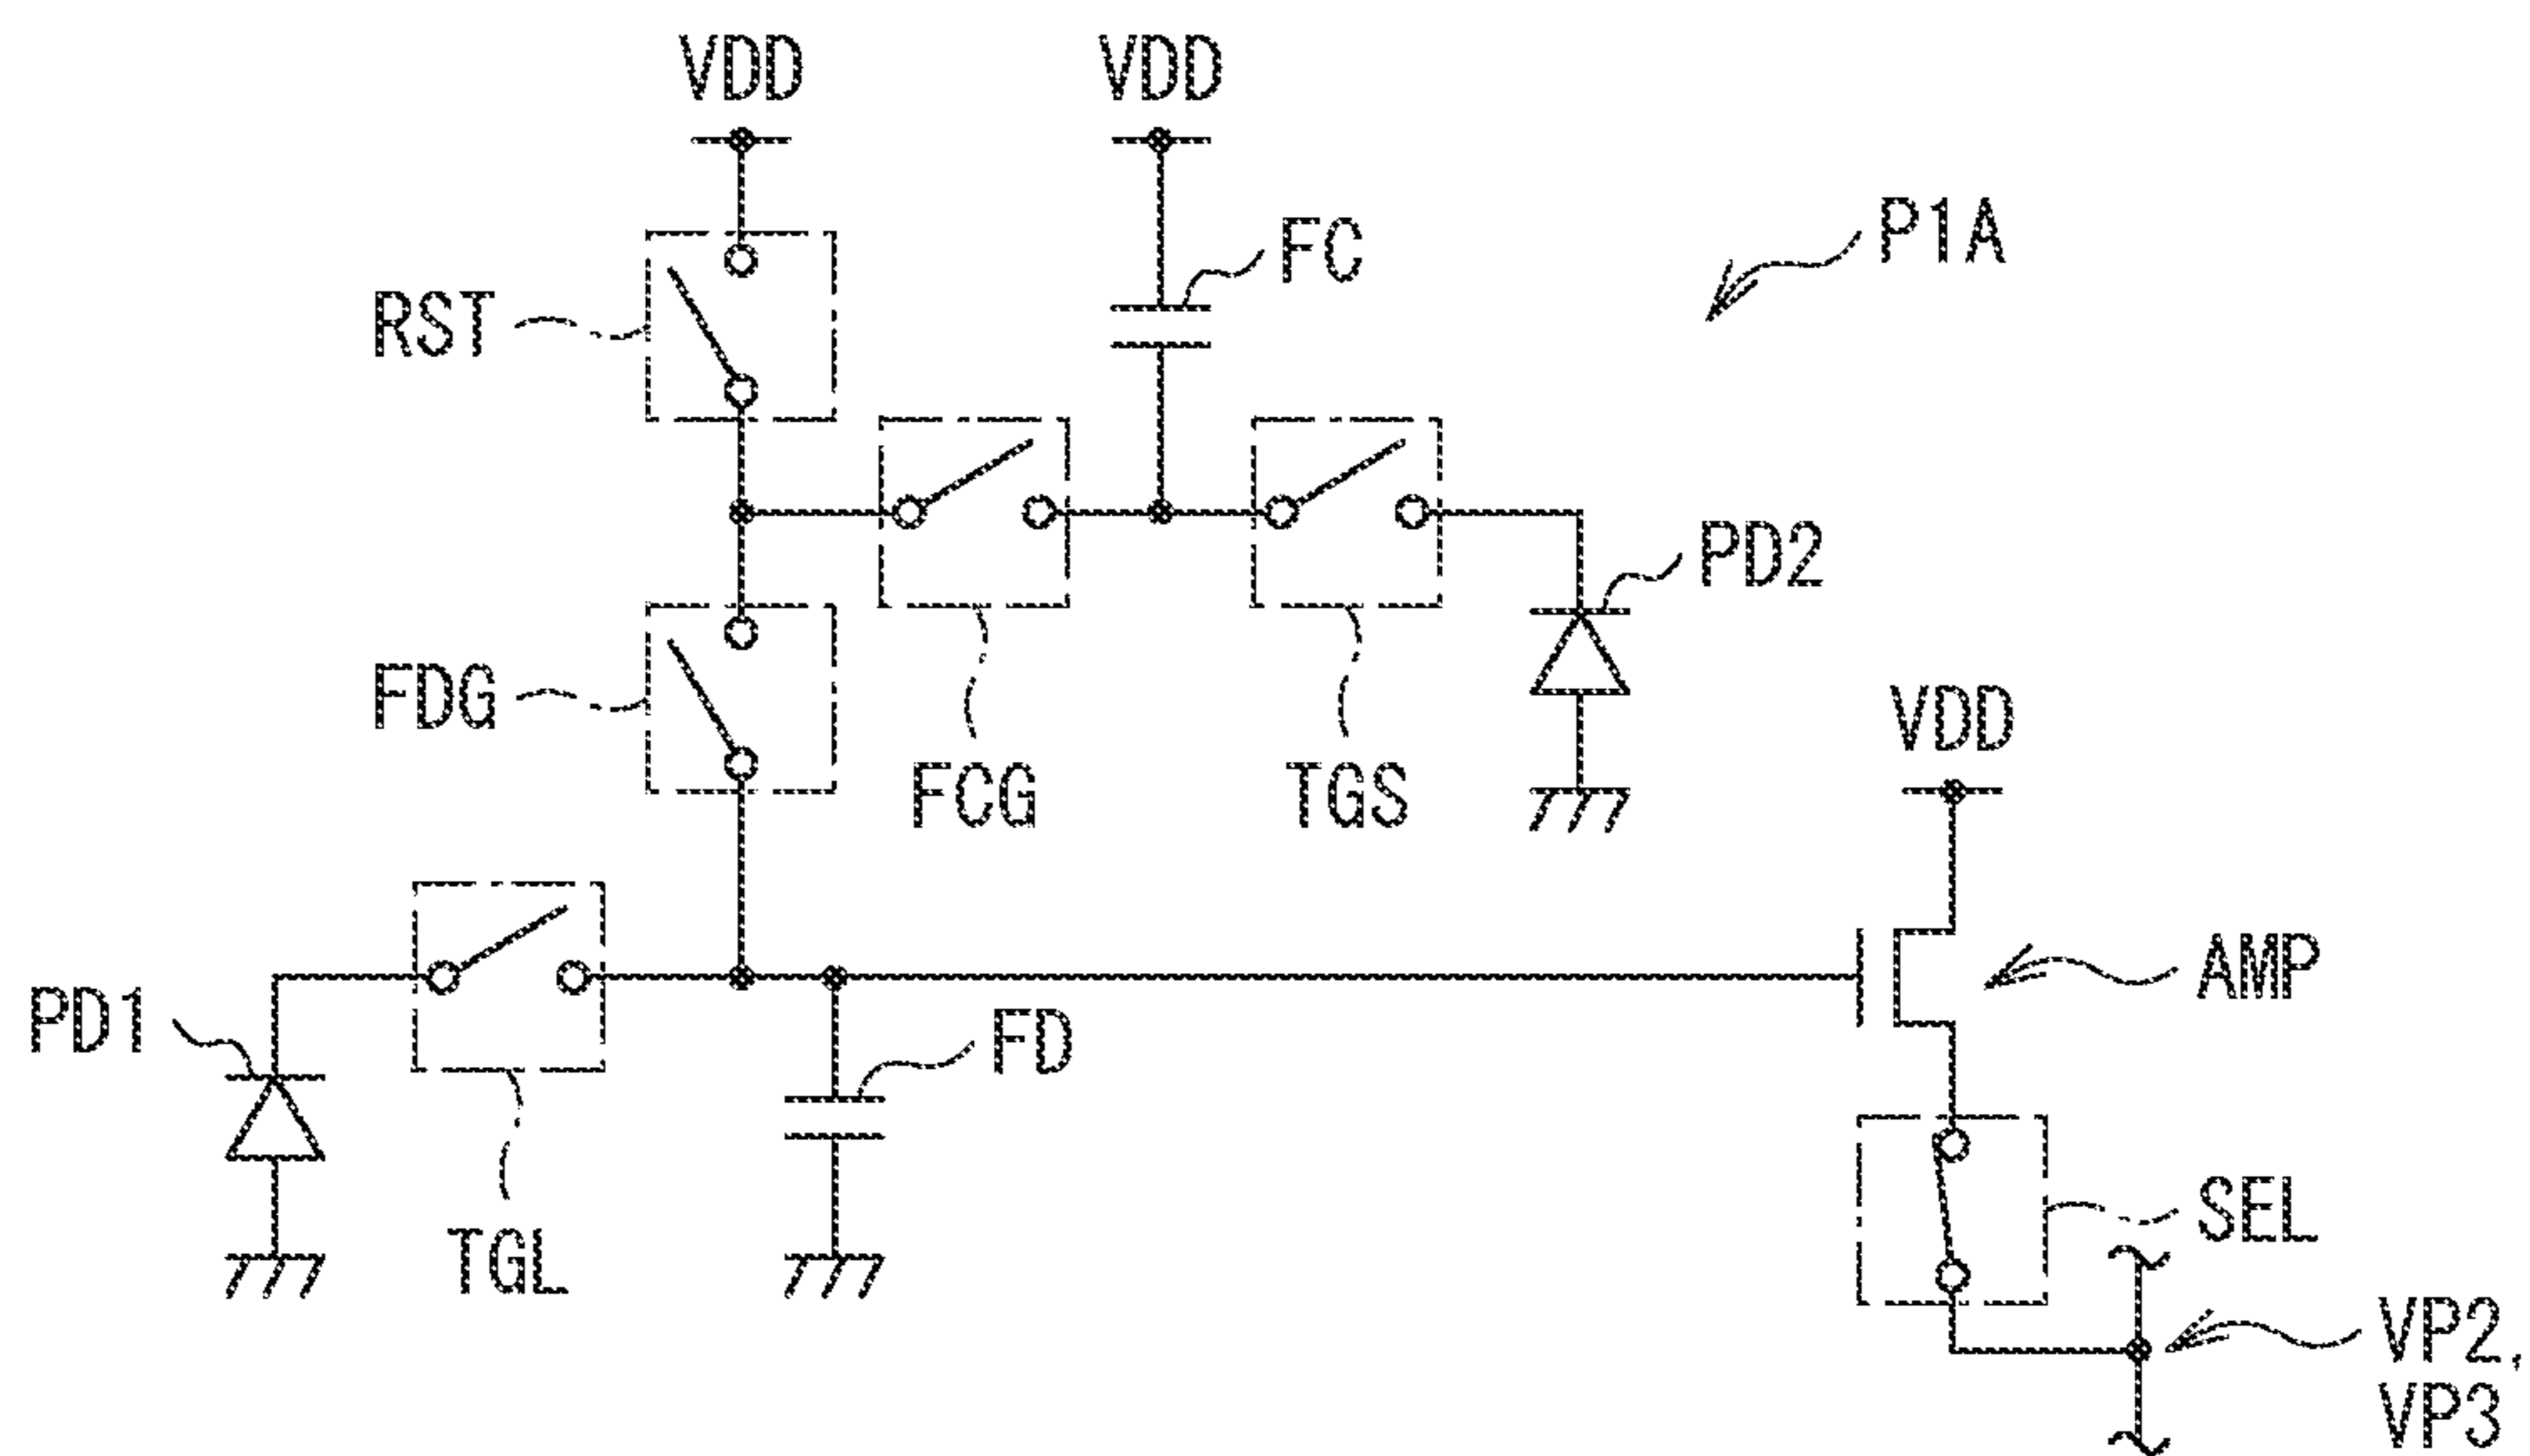 VDD
VDD
P1A
FC
RST
PD2
FDG
VDD
FCG
TGS
AMP
PD1
FD
SEL
TGL
VP2,
VP3